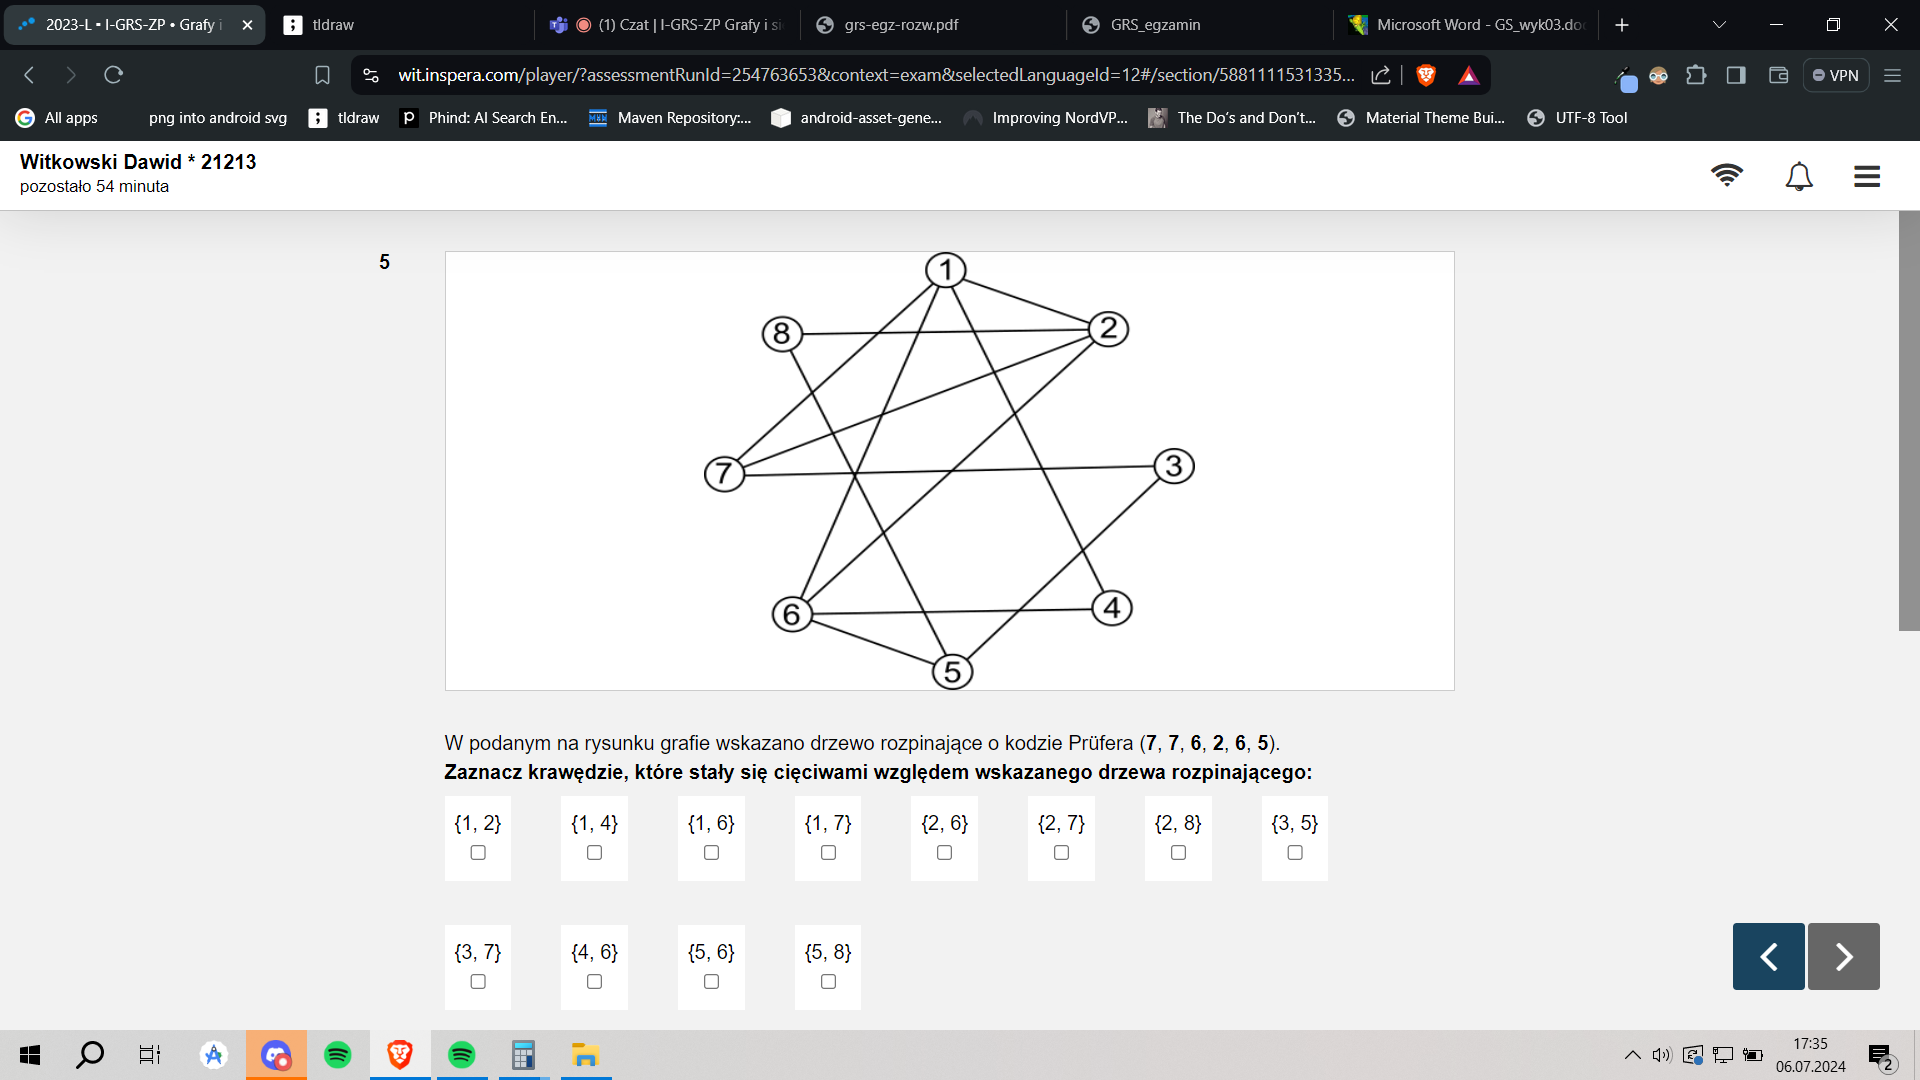 2023-L • I-GRS-ZP • Grafy i
tldraw
(1) Czat | I-GRS-ZP Grafy i si
grs-egz-rozw.pdf
GRS_egzamin
Microsoft Word - GS_wyk03.doc
wit.inspera.com/player/?assessmentRunId=254763653&context=exam&selectedLanguageId=12#/section/5881111531335...
VPN
All apps
png into android svg
tldraw
Phind: AI Search En...
Maven Repository:...
android-asset-gene...
Improving NordVP...
The Do's and Don't...
Material Theme Bui...
UTF-8 Tool
Witkowski Dawid * 21213
pozostało 54 minuta
5
1
8
2
7
3
6
4
5
W podanym na rysunku grafie wskazano drzewo rozpinające o kodzie Prüfera (7, 7, 6, 2, 6, 5).
Zaznacz krawędzie, które stały się cięciwami względem wskazanego drzewa rozpinającego:
{1, 2} {1, 4} {1, 6} {1, 7} {2, 6} {2, 7} {2, 8} {3, 5}
{3, 7} {4, 6} {5, 6} {5, 8}
17:35
06.07.2024
2